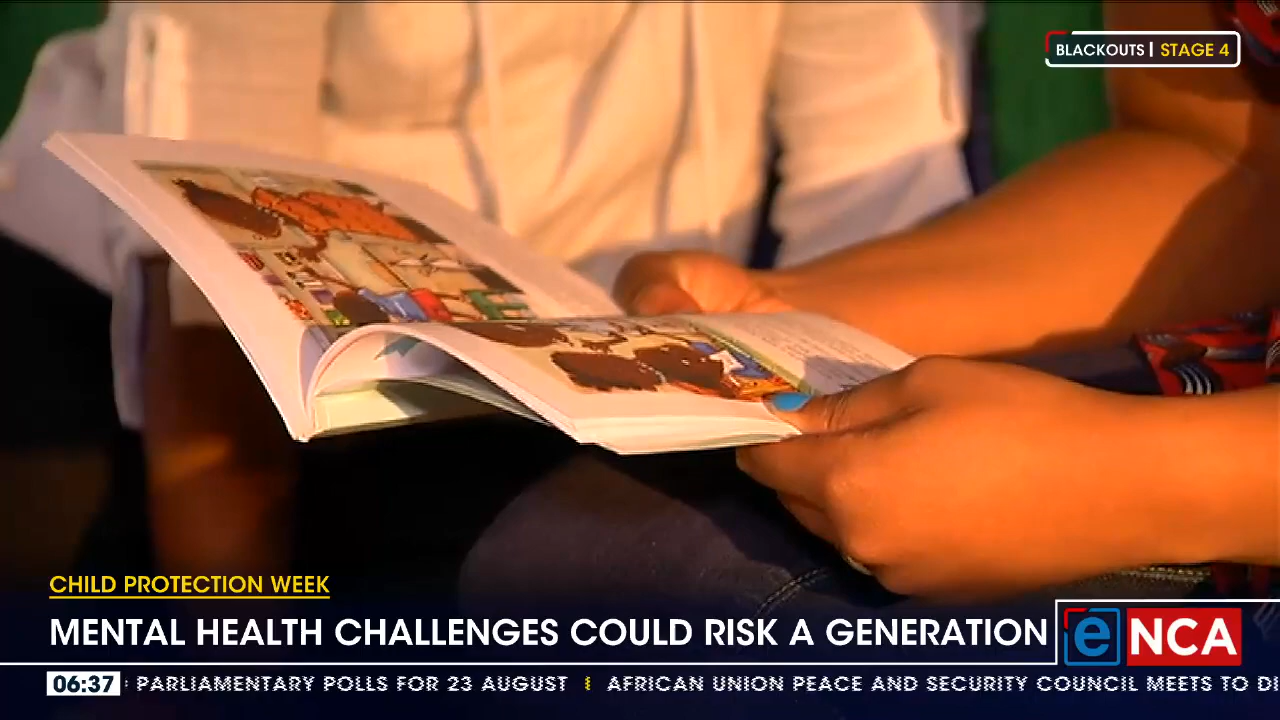 BLACKOUTS | STAGE 4
CHILD PROTECTION WEEK
MENTAL HEALTH CHALLENGES COULD RISK A GENERATION
eNCA
06:37 PARLIAMENTARY POLLS FOR 23 AUGUST AFRICAN UNION PEACE AND SECURITY COUNCIL MEETS TO DI